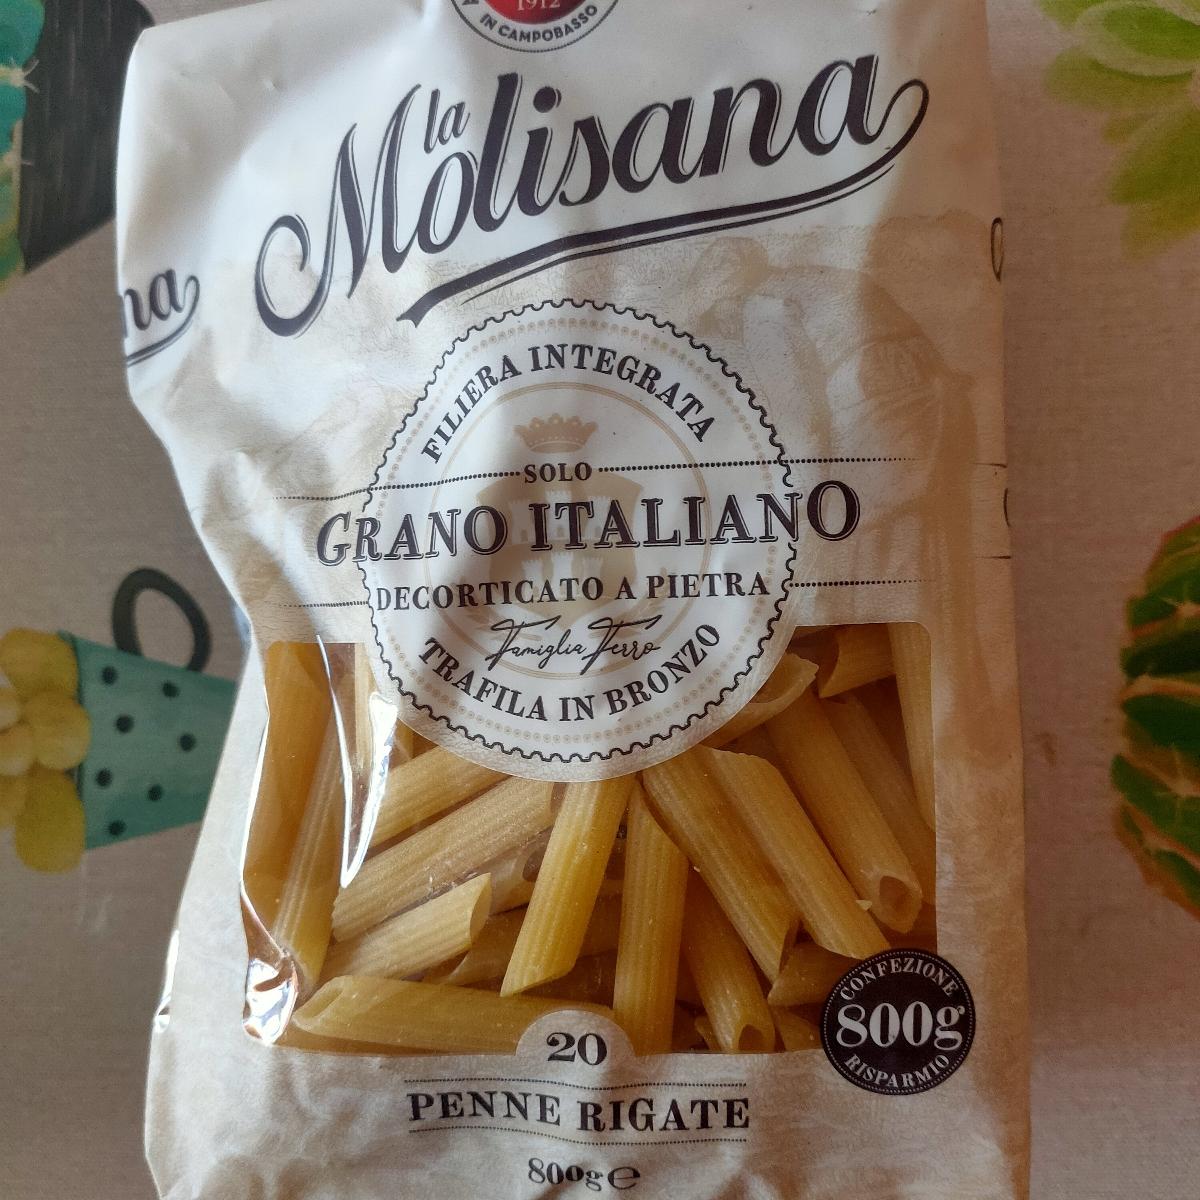 1912
IN CAMPOBASSO
la
Molisana
na
FILIERA INTEGRATA
SOLO
GRANO ITALIANO
DECORTICATO A PIETRA
Famiglia Ferro
TRAFILA IN BRONZO
CONFEZIONE
800g
RISPARMIO
20
PENNE RIGATE
800g℮